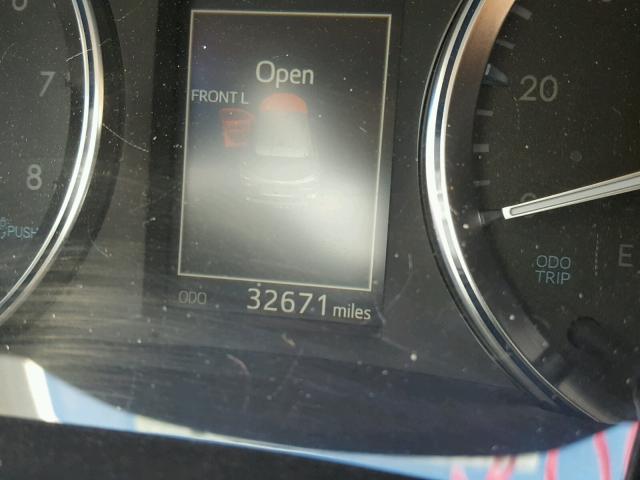 Open
FRONT L
7
20
8
PUSH
ODO
TRIP
E
ODO 32671 miles